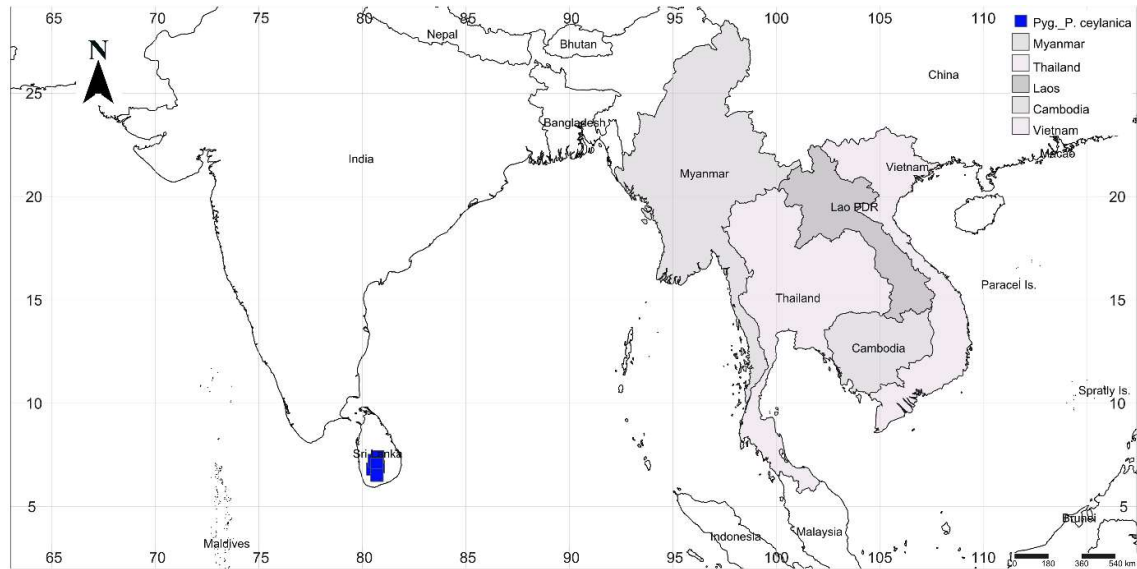 65 70 75 80 85 90 95 100 105 110
Nepal
Bhutan
N
China
25
Bangladesh
India
Macao
Myanmar
Vietnam
20 20
Lao PDR
Paracel Is.
15 Thailand 15
Cambodia
10 Spratly Is. 10
Sri Lanka
5 5
Brunei
Maldives Indonesia Malaysia
65 70 75 80 85 90 95 100 105 110
Pyg._P. ceylanica
Myanmar
Thailand
Laos
Cambodia
Vietnam
180 360 540 km